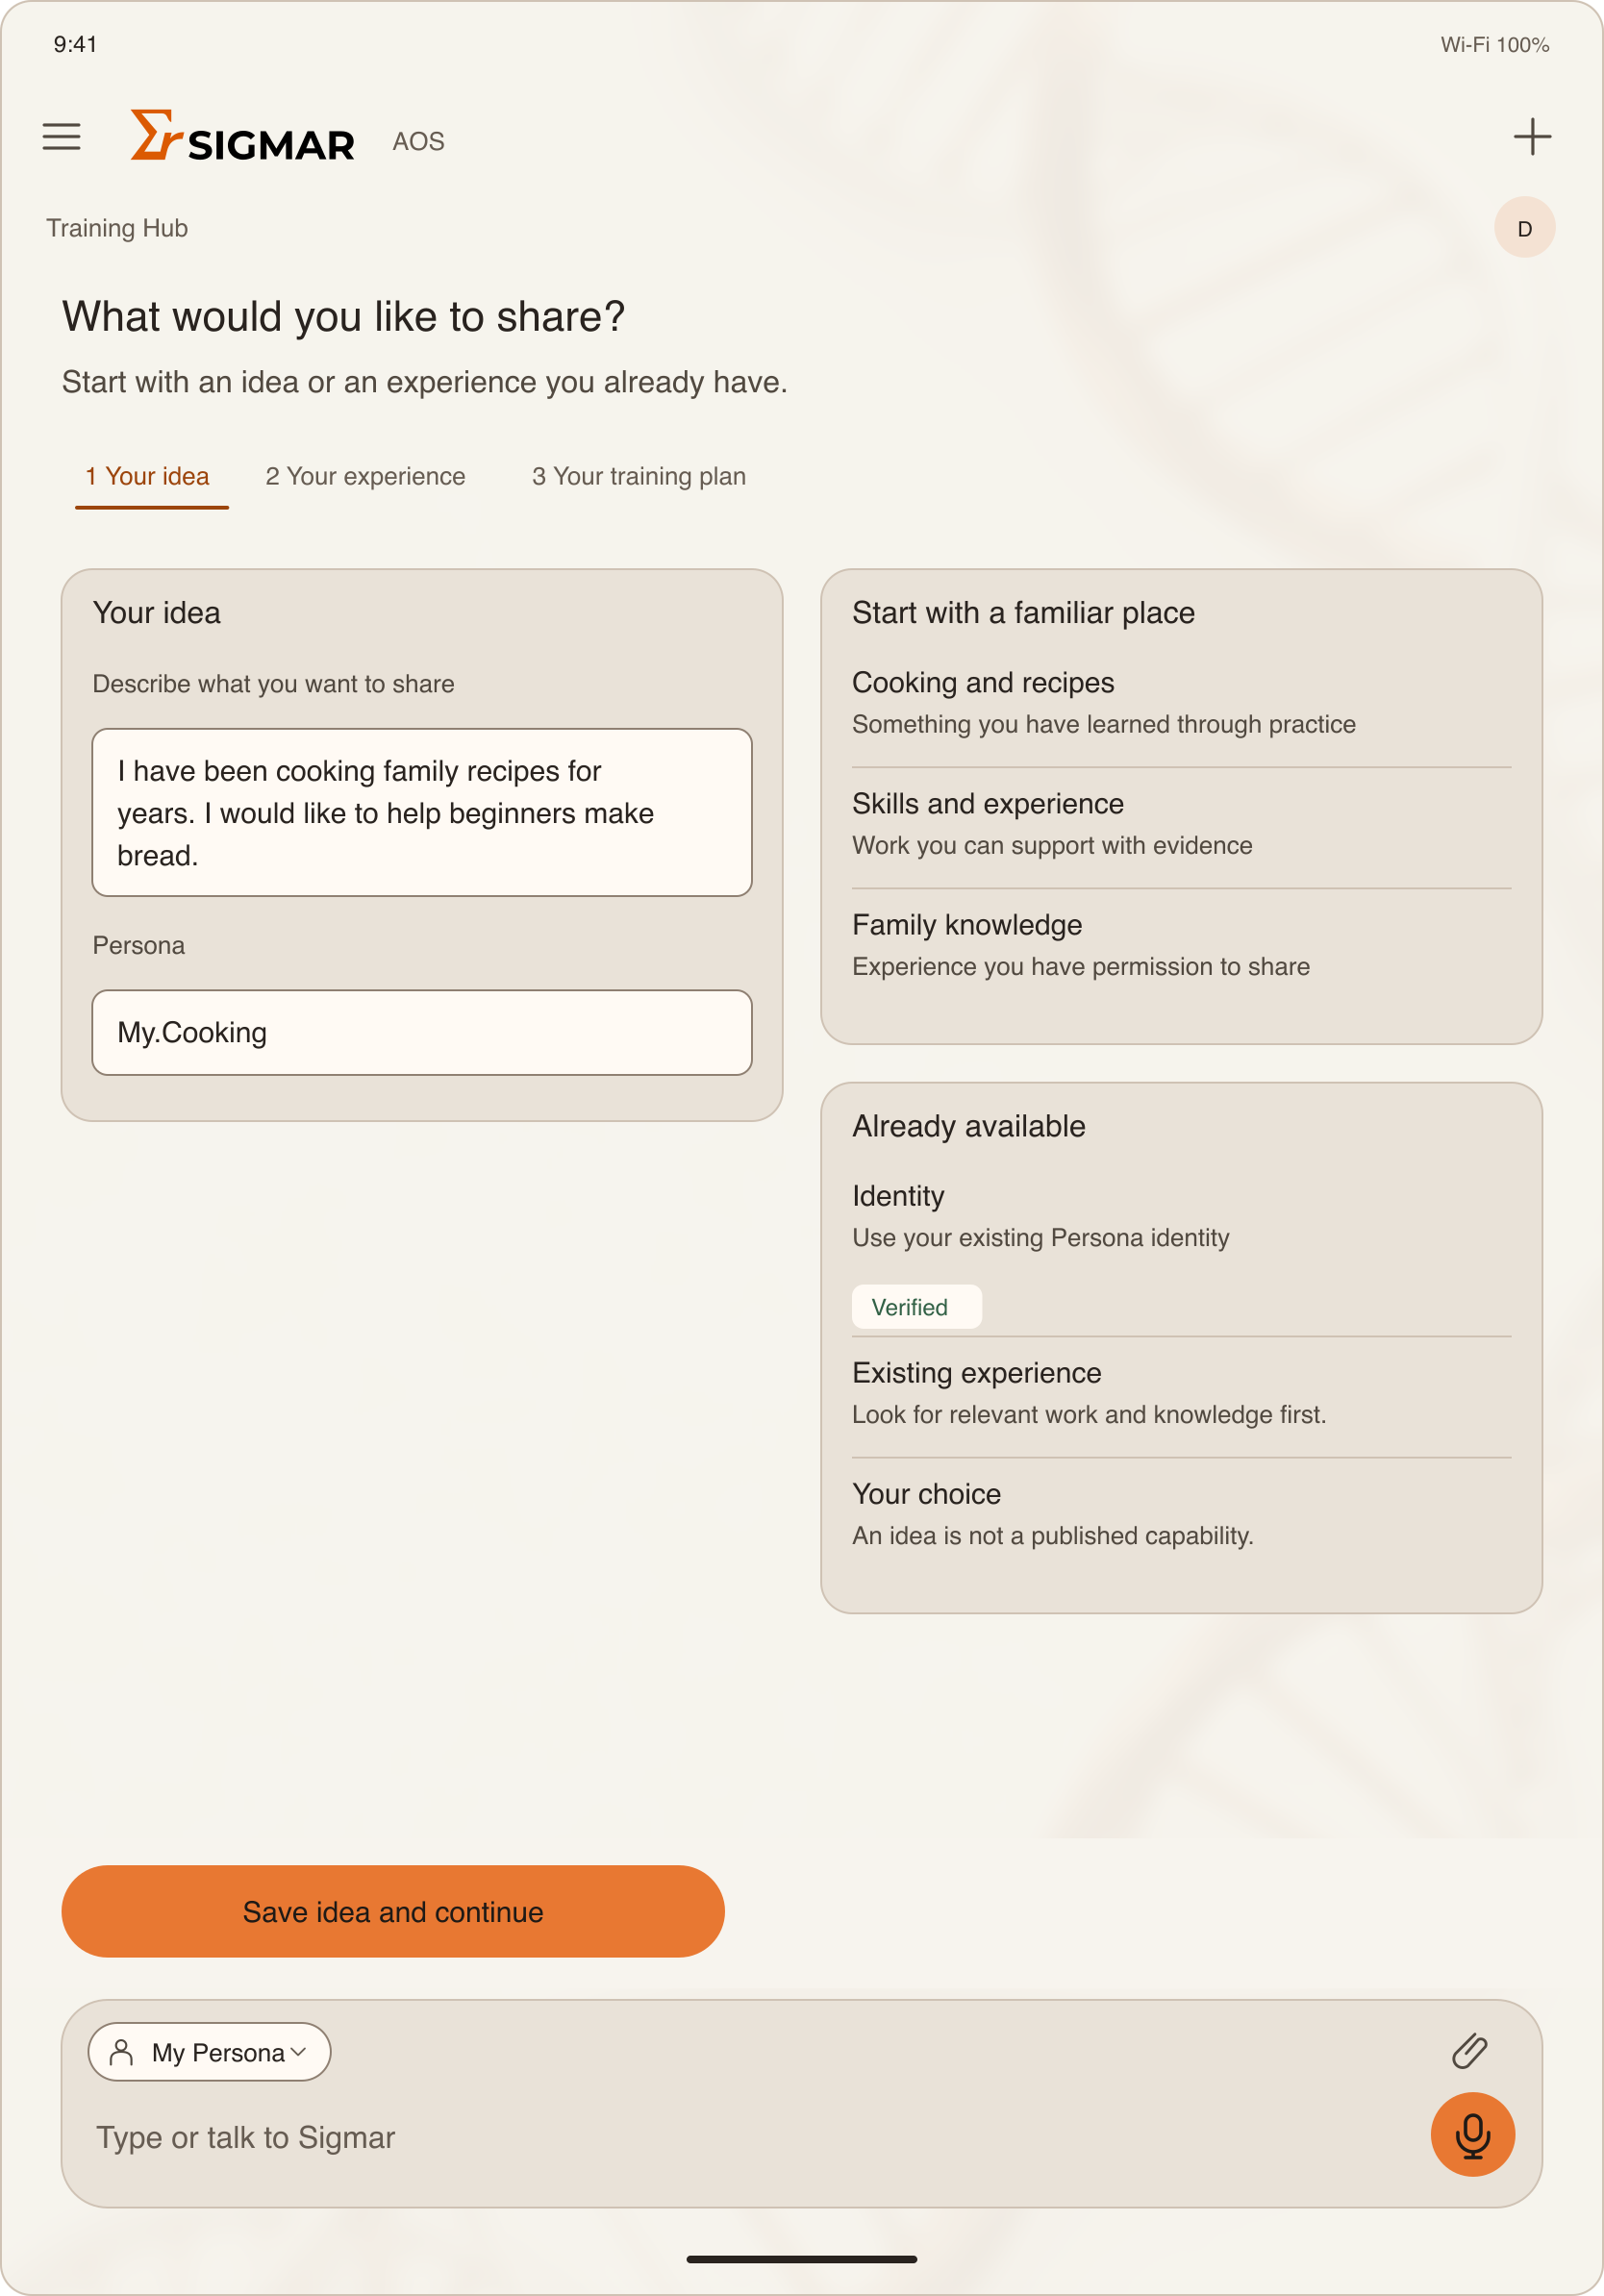 9:41
Wi-Fi 100%
Σr SIGMAR AOS
Training Hub
D
What would you like to share?
Start with an idea or an experience you already have.
1 Your idea
2 Your experience
3 Your training plan
Your idea
Describe what you want to share
I have been cooking family recipes for
years. I would like to help beginners make
bread.
Persona
My.Cooking
Start with a familiar place
Cooking and recipes
Something you have learned through practice
Skills and experience
Work you can support with evidence
Family knowledge
Experience you have permission to share
Already available
Identity
Use your existing Persona identity
Verified
Existing experience
Look for relevant work and knowledge first.
Your choice
An idea is not a published capability.
Save idea and continue
My Persona
Type or talk to Sigmar